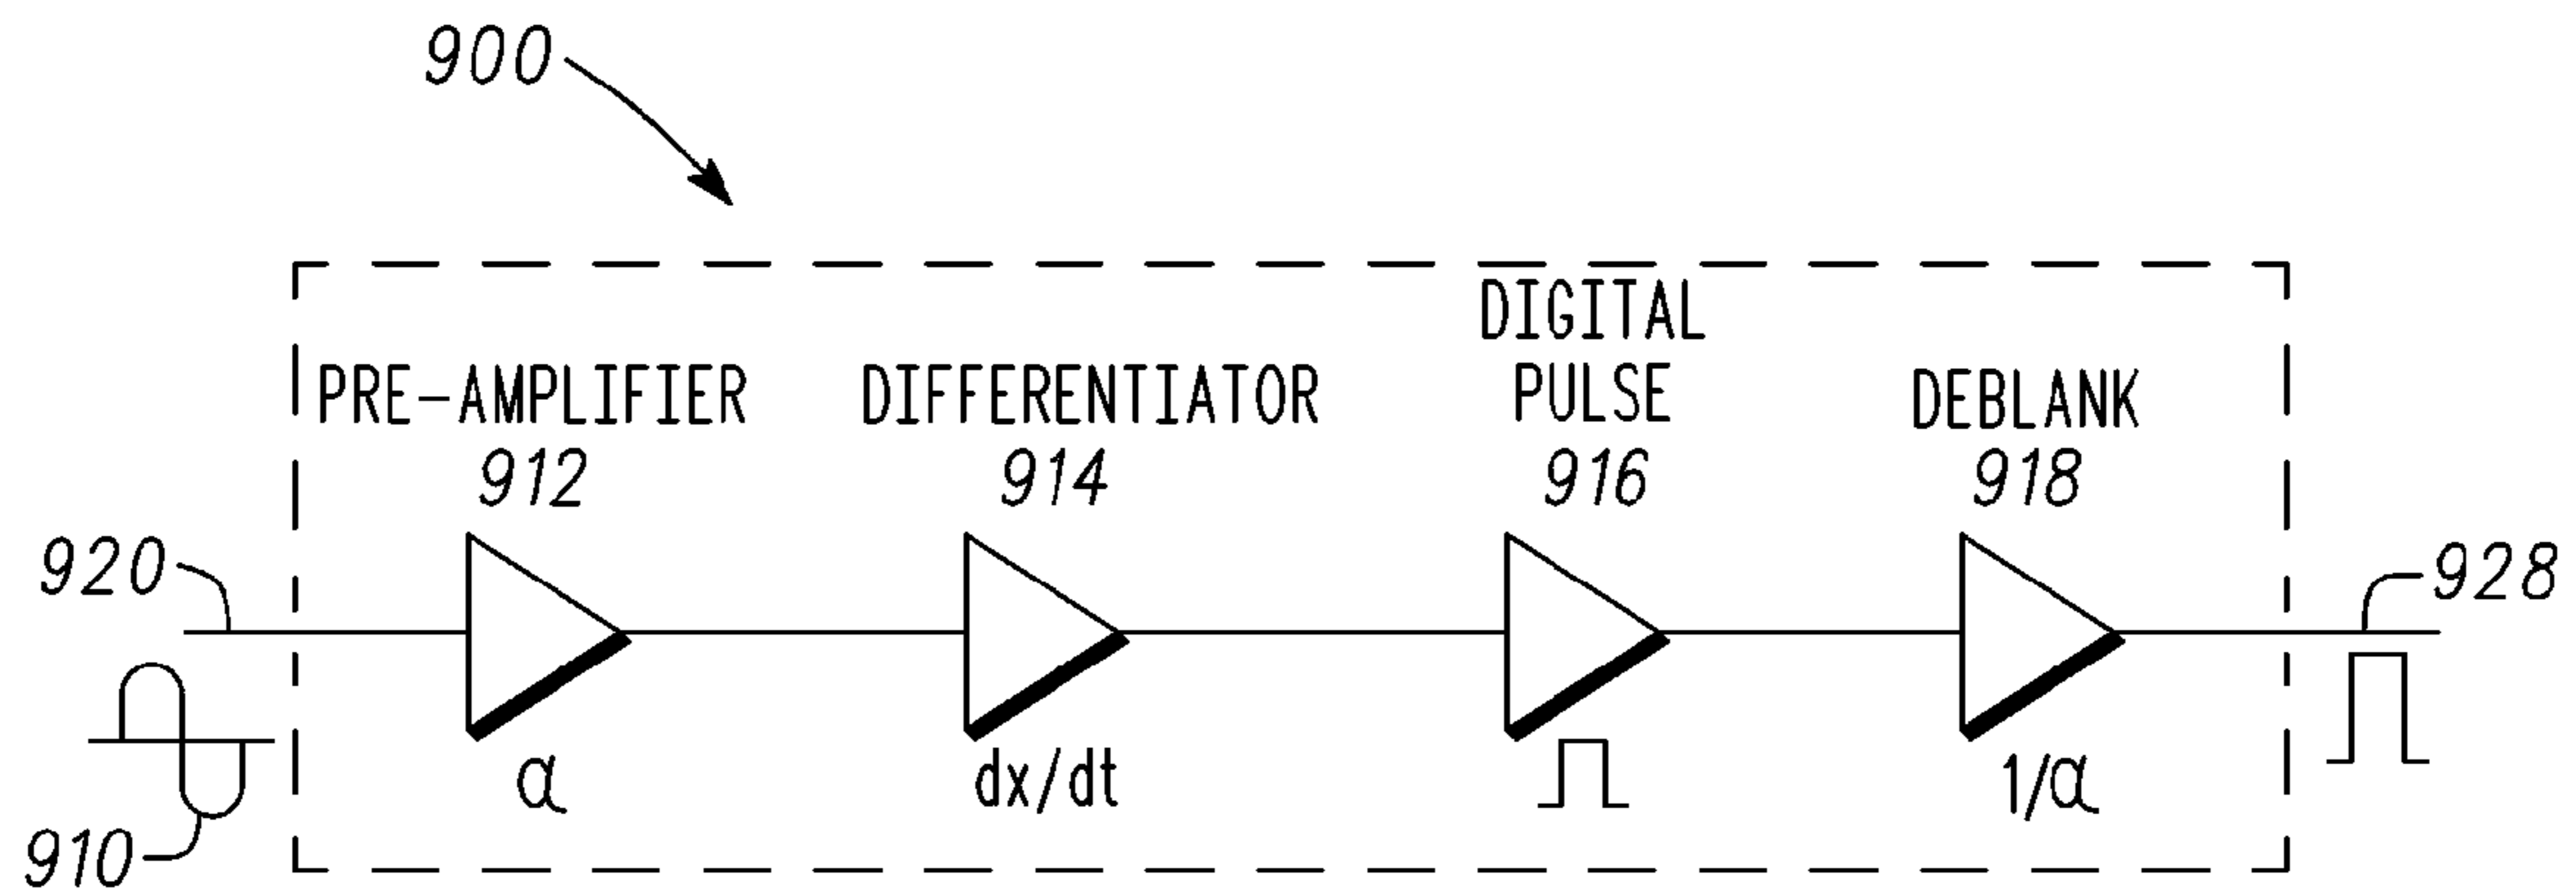 900
DIGITAL
PRE-AMPLIFIER DIFFERENTIATOR PULSE DEBLANK
912 914 916 918
920 928
α dx/dt 1/α
910